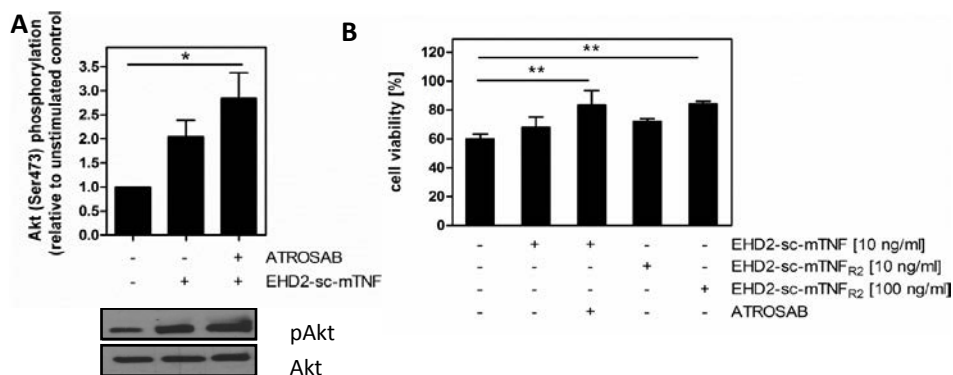 A
Akt (Ser473) phosphorylation
(relative to unstimulated control)
3.5
3.0
2.5
2.0
1.5
1.0
0.5
0.0
*
- - + ATROSAB
- + + EHD2-sc-mTNF
pAkt
Akt
B
cell viability [%]
120
100
80
60
40
20
0
**
**
- + + - - EHD2-sc-mTNF [10 ng/ml]
- - - + - EHD2-sc-mTNFR2 [10 ng/ml]
- - - - + EHD2-sc-mTNFR2 [100 ng/ml]
- - + - - ATROSAB